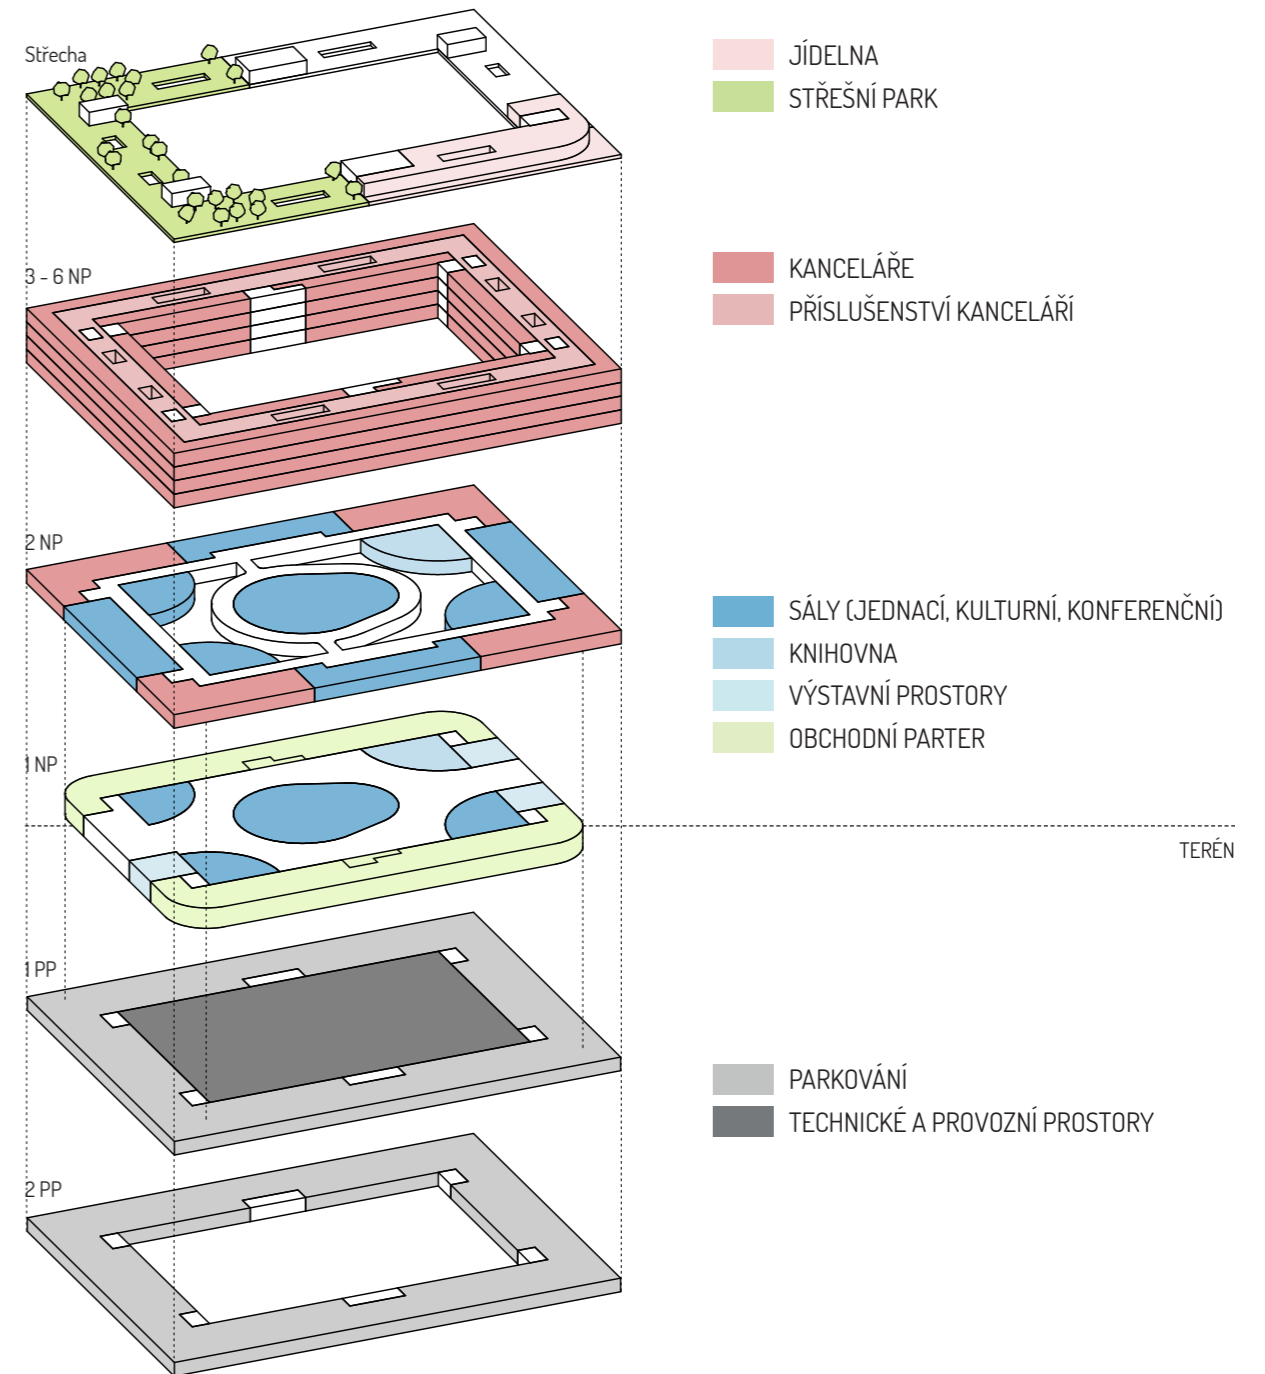 Střecha
JÍDELNA
STŘEŠNÍ PARK
3 - 6 NP
KANCELÁŘE
PŘÍSLUŠENSTVÍ KANCELÁŘÍ
2 NP
SÁLY (JEDNACÍ, KULTURNÍ, KONFERENČNÍ)
KNIHOVNA
VÝSTAVNÍ PROSTORY
OBCHODNÍ PARTER
1 NP
TERÉN
1 PP
PARKOVÁNÍ
TECHNICKÉ A PROVOZNÍ PROSTORY
2 PP